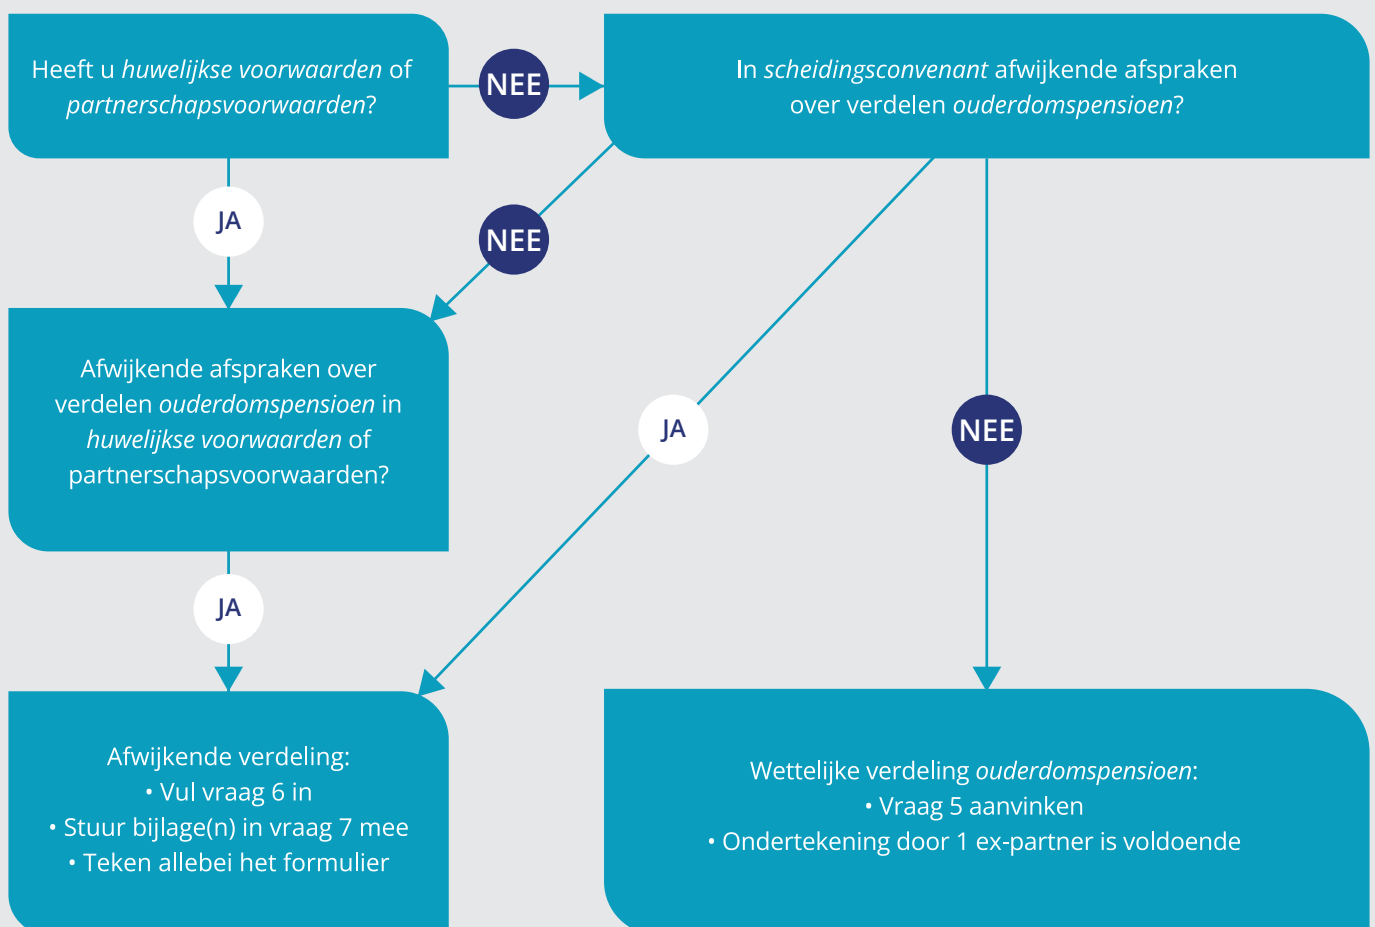 Heeft u huwelijkse voorwaarden of
partnerschapsvoorwaarden?
NEE
In scheidingsconvenant afwijkende afspraken
over verdelen ouderdomspensioen?
JA
NEE
Afwijkende afspraken over
verdelen ouderdomspensioen in
huwelijkse voorwaarden of
partnerschapsvoorwaarden?
JA
NEE
JA
Afwijkende verdeling:
• Vul vraag 6 in
• Stuur bijlage(n) in vraag 7 mee
• Teken allebei het formulier
Wettelijke verdeling ouderdomspensioen:
• Vraag 5 aanvinken
• Ondertekening door 1 ex-partner is voldoende